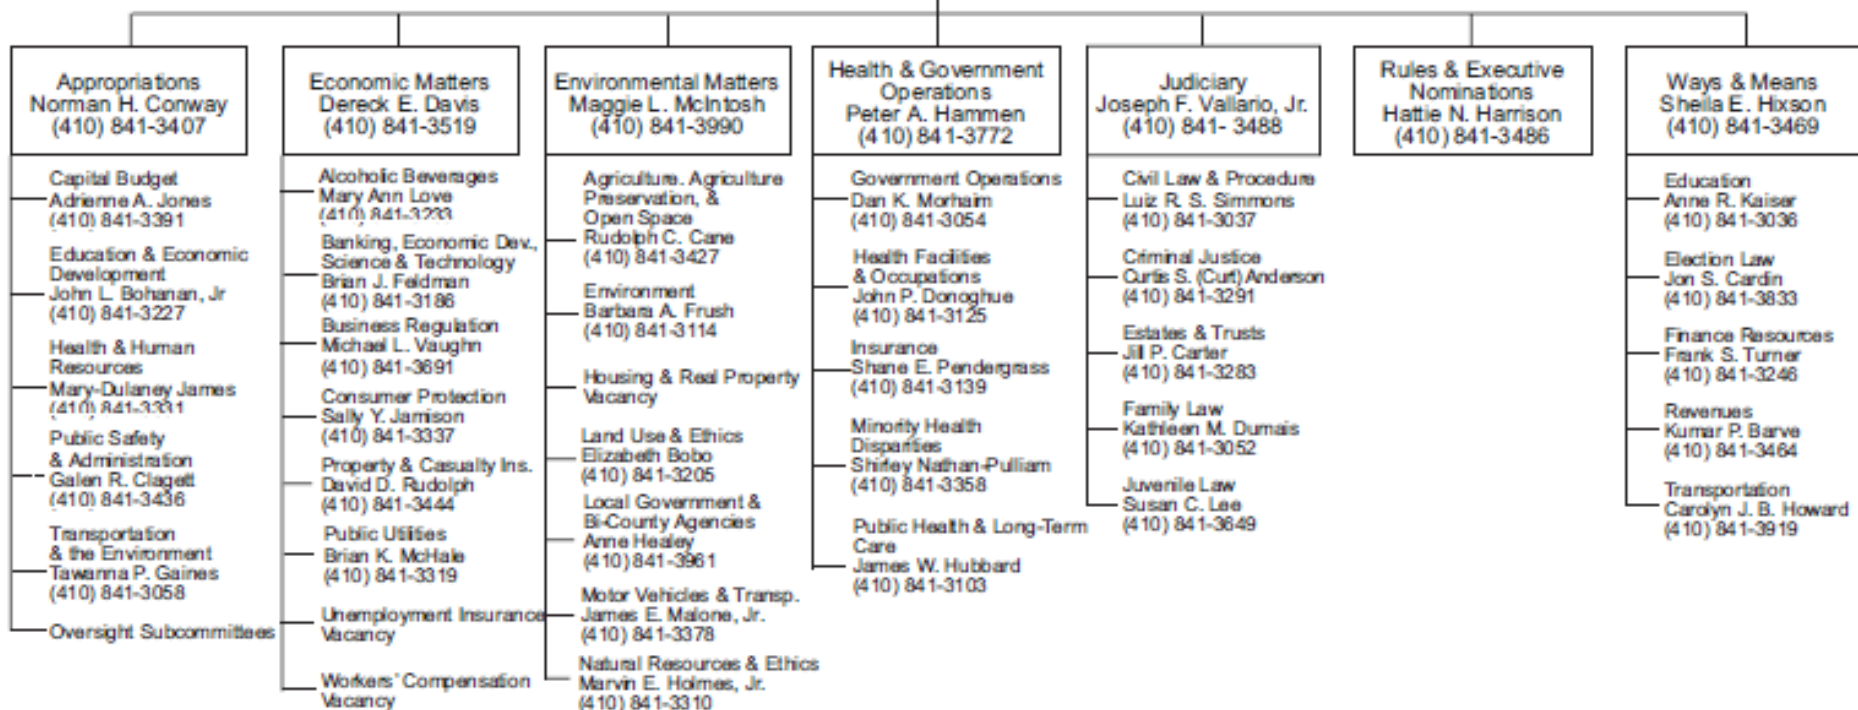 Appropriations
Norman H. Conway
(410) 841-3407
Capital Budget
Adrienne A. Jones
(410) 841-3391
Education & Economic
Development
John L. Bohanan, Jr
(410) 841-3227
Health & Human
Resources
Mary-Dulaney James
(410) 841-3331
Public Safety
& Administration
Galen R. Clagett
(410) 841-3436
Transportation
& the Environment
Tawanna P. Gaines
(410) 841-3058
Oversight Subcommittees
Economic Matters
Dereck E. Davis
(410) 841-3519
Alcoholic Beverages
Mary Ann Love
(410) 841-3233
Banking, Economic Dev.,
Science & Technology
Brian J. Feldman
(410) 841-3186
Business Regulation
Michael L. Vaughn
(410) 841-3691
Consumer Protection
Sally Y. Jamison
(410) 841-3337
Property & Casualty Ins.
David D. Rudolph
(410) 841-3444
Public Utilities
Brian K. McHale
(410) 841-3319
Unemployment Insurance
Vacancy
Workers' Compensation
Vacancy
Environmental Matters
Maggie L. McIntosh
(410) 841-3990
Agriculture. Agriculture
Preservation, &
Open Space
Rudolph C. Cane
(410) 841-3427
Environment
Barbara A. Frush
(410) 841-3114
Housing & Real Property
Vacancy
Land Use & Ethics
Elizabeth Bobo
(410) 841-3205
Local Government &
Bi-County Agencies
Anne Healey
(410) 841-3961
Motor Vehicles & Transp.
James E. Malone, Jr.
(410) 841-3378
Natural Resources & Ethics
Marvin E. Holmes, Jr.
(410) 841-3310
Health & Government
Operations
Peter A. Hammen
(410) 841-3772
Government Operations
Dan K. Morhaim
(410) 841-3054
Health Facilities
& Occupations
John P. Donoghue
(410) 841-3125
Insurance
Shane E. Pendergrass
(410) 841-3139
Minority Health
Disparities
Shirley Nathan-Pulliam
(410) 841-3358
Public Health & Long-Term
Care
James W. Hubbard
(410) 841-3103
Judiciary
Joseph F. Vallario, Jr.
(410) 841- 3488
Civil Law & Procedure
Luiz R. S. Simmons
(410) 841-3037
Criminal Justice
Curtis S. (Curt) Anderson
(410) 841-3291
Estates & Trusts
Jill P. Carter
(410) 841-3283
Family Law
Kathleen M. Dumais
(410) 841-3052
Juvenile Law
Susan C. Lee
(410) 841-3649
Rules & Executive
Nominations
Hattie N. Harrison
(410) 841-3486
Ways & Means
Sheila E. Hixson
(410) 841-3469
Education
Anne R. Kaiser
(410) 841-3036
Election Law
Jon S. Cardin
(410) 841-3833
Finance Resources
Frank S. Turner
(410) 841-3246
Revenues
Kumar P. Barve
(410) 841-3464
Transportation
Carolyn J. B. Howard
(410) 841-3919